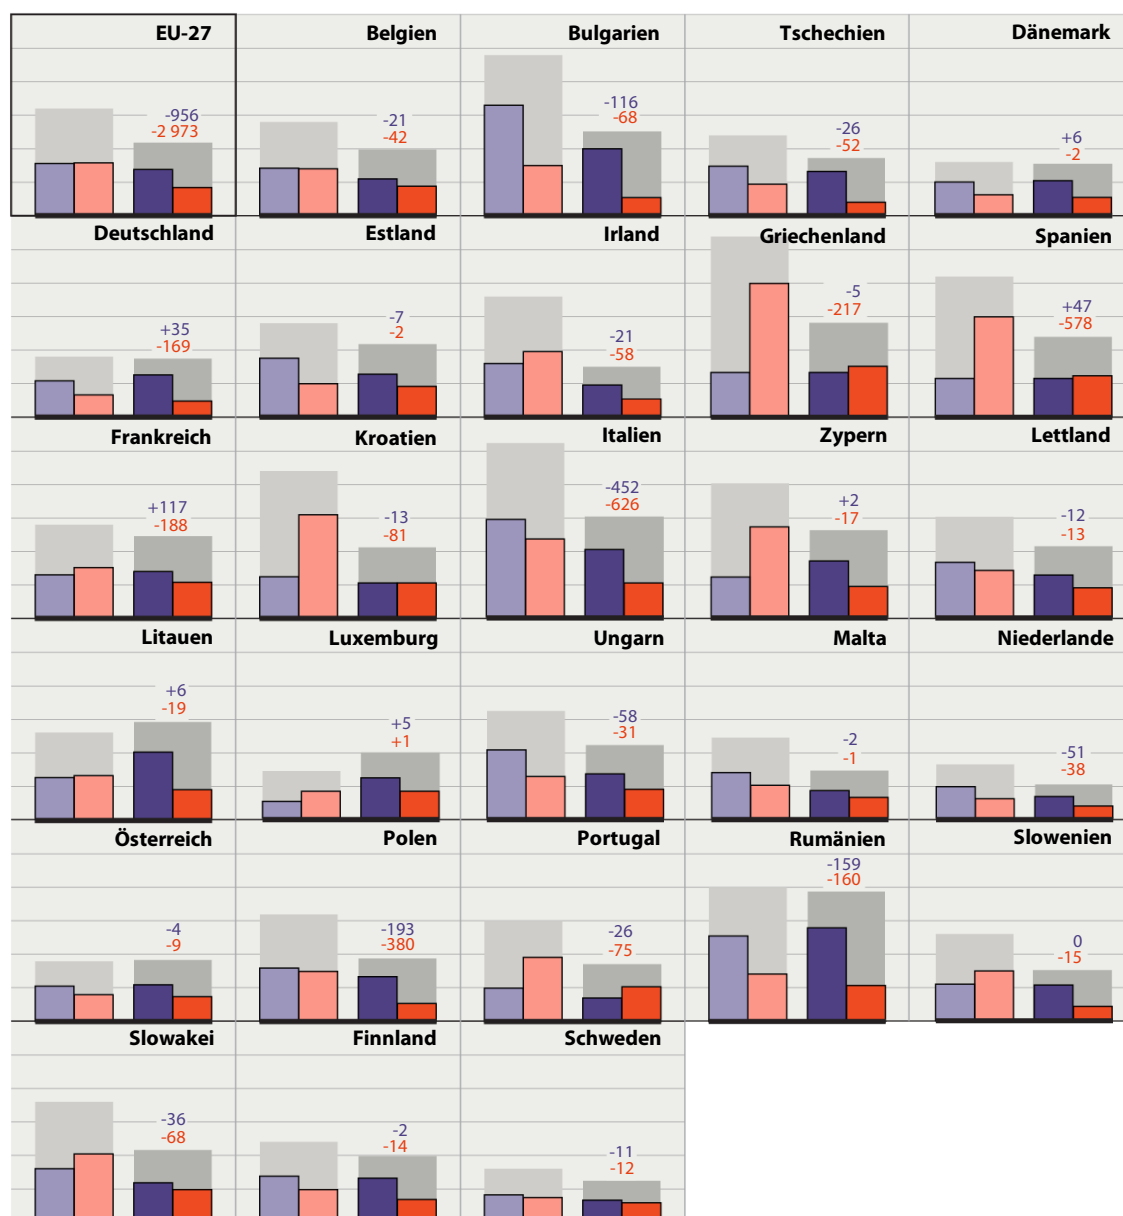 EU-27
-956
-2 973
Belgien
-21
-42
Bulgarien
-116
-68
Tschechien
-26
-52
Dänemark
+6
-2
Deutschland
+35
-169
Estland
-7
-2
Irland
-21
-58
Griechenland
-5
-217
Spanien
+47
-578
Frankreich
+117
-188
Kroatien
-13
-81
Italien
-452
-626
Zypern
+2
-17
Lettland
-12
-13
Litauen
+6
-19
Luxemburg
+5
+1
Ungarn
-58
-31
Malta
-2
-1
Niederlande
-51
-38
Österreich
-4
-9
Polen
-193
-380
Portugal
-26
-75
Rumänien
-159
-160
Slowenien
0
-15
Slowakei
-36
-68
Finnland
-2
-14
Schweden
-11
-12